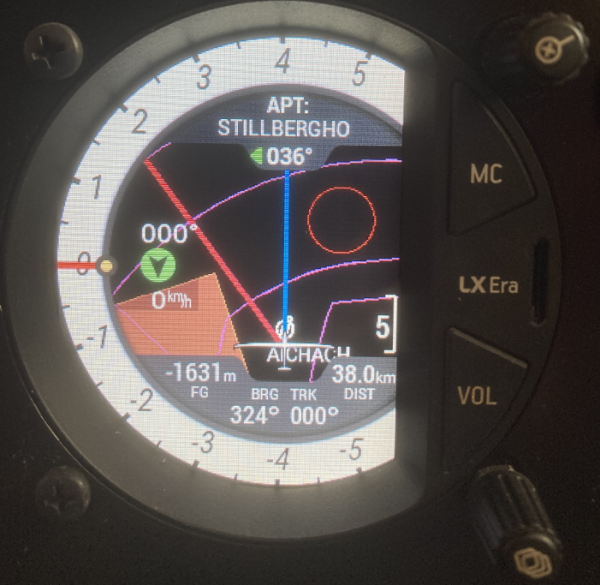 4
3
5
2
APT:
STILLBERGHO
036°
MC
1
000°
0
LX Era
0km/h
-1
5
AICHACH
-1631m
38.0km
FG
BRG
TRK
DIST
VOL
-2
324°
000°
-3
-5
-4